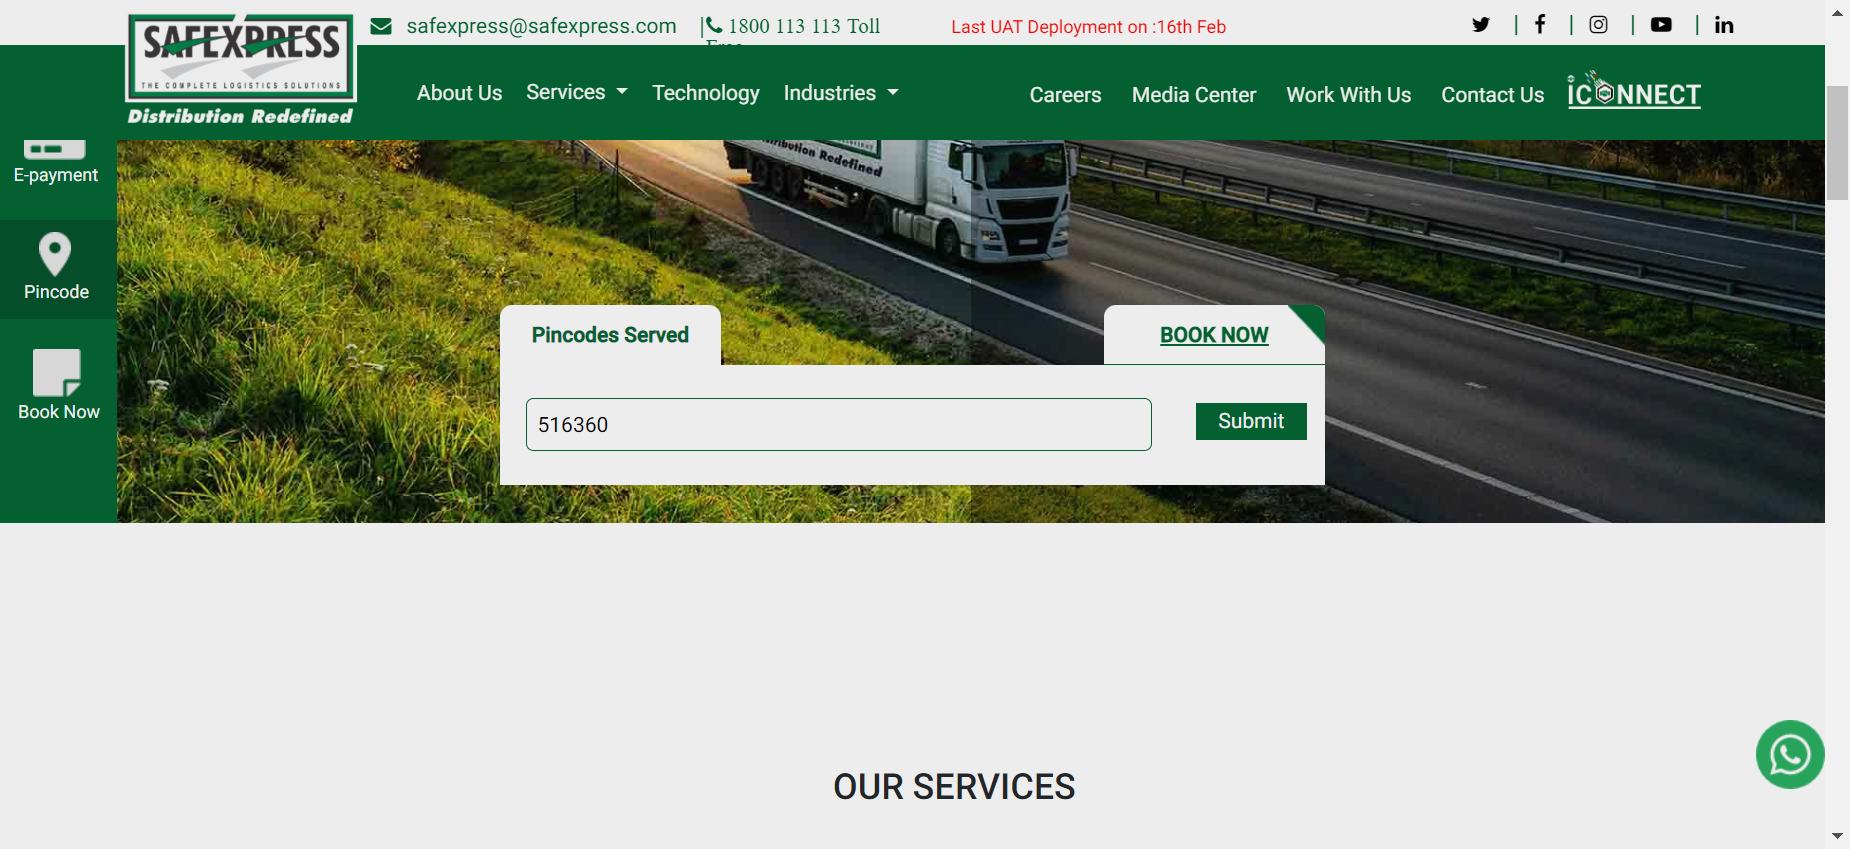 SAFEXPRESS
THE COMPLETE LOGISTICS SOLUTIONS
Distribution Redefined
safexpress@safexpress.com
1800 113 113 Toll
Free
Last UAT Deployment on :16th Feb
About Us
Services
Technology
Industries
Careers
Media Center
Work With Us
Contact Us
iCONNECT
E-payment
Pincode
Book Now
Distribution Redefined
Pincodes Served
BOOK NOW
516360
Submit
OUR SERVICES